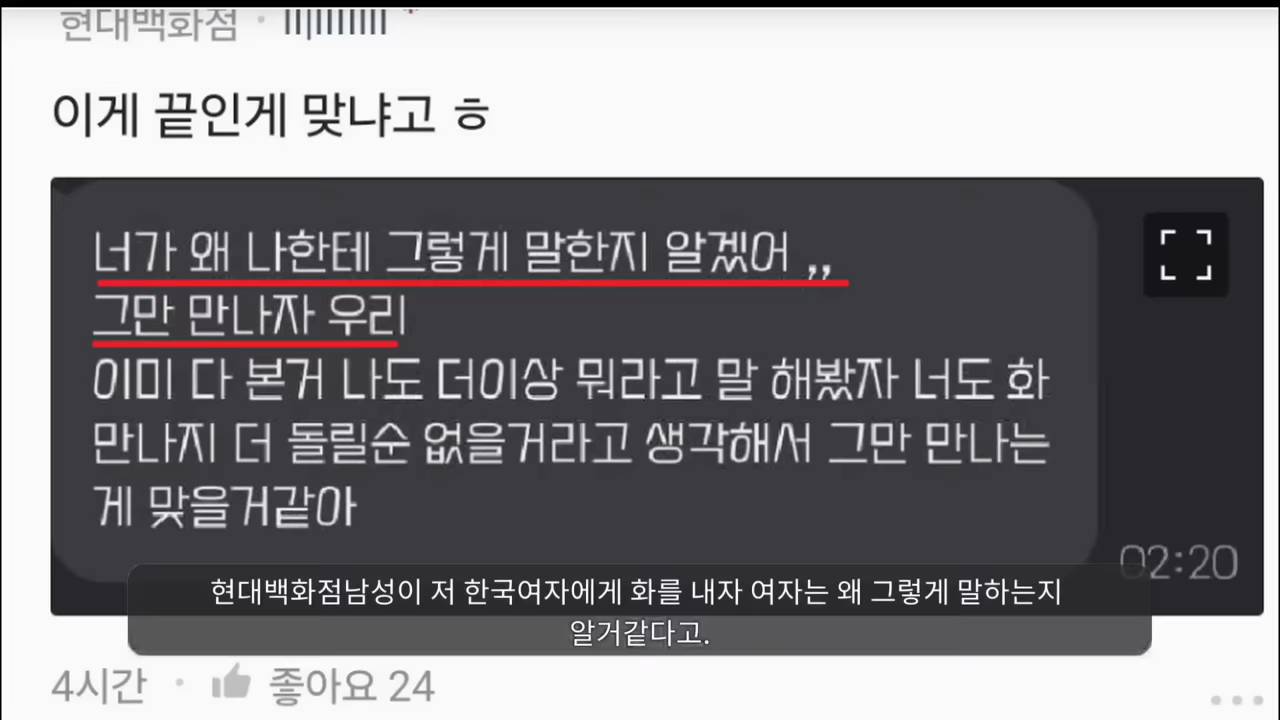 현대백화점 ·
이게 끝인게 맞냐고 ㅎ
너가 왜 나한테 그렇게 말한지 알겠어 ,,
그만 만나자 우리
이미 다 본거 나도 더이상 뭐라고 말 해봤자 너도 화
만나지 더 돌릴순 없을거라고 생각해서 그만 만나는
게 맞을거같아
02:20
현대백화점남성이 저 한국여자에게 화를 내자 여자는 왜 그렇게 말하는지
알거같다고.
4시간 · 좋아요 24